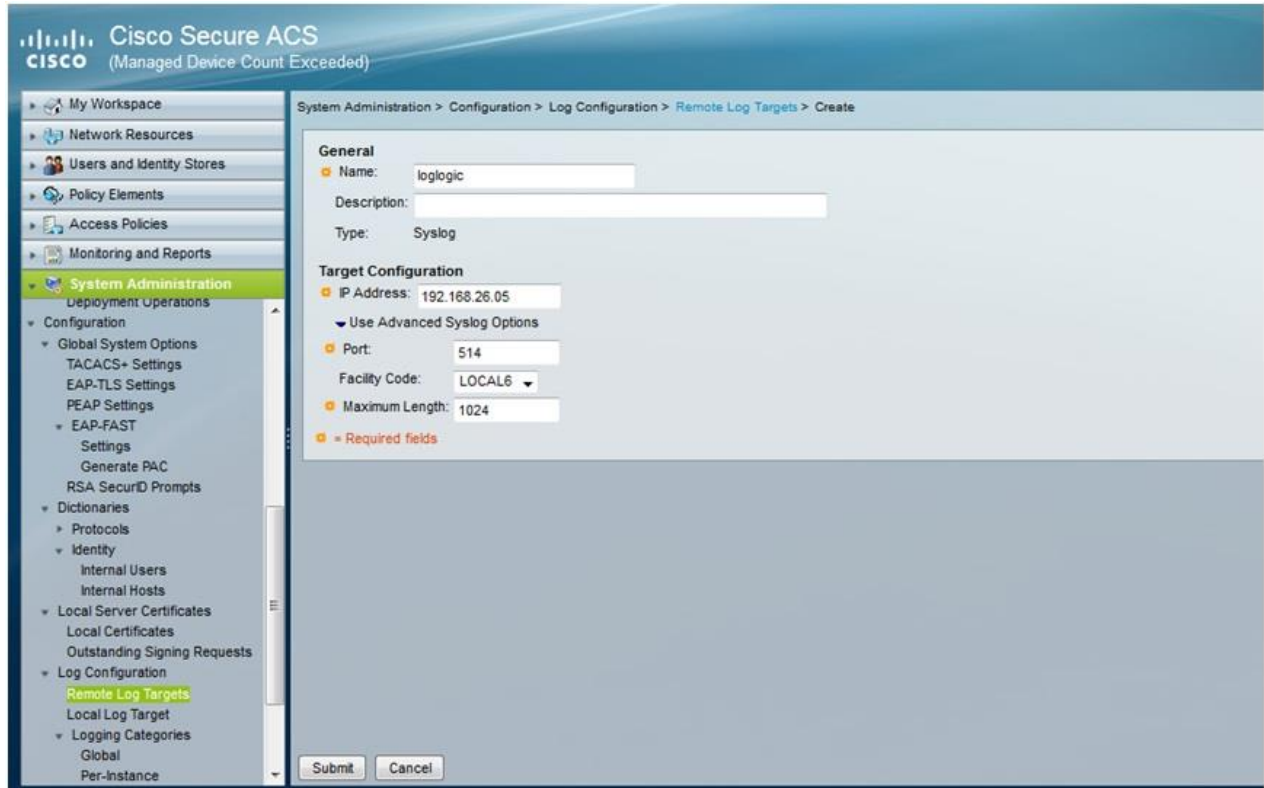 Cisco Secure ACS
CISCO (Managed Device Count Exceeded)
My Workspace
Network Resources
Users and Identity Stores
Policy Elements
Access Policies
Monitoring and Reports
System Administration
Deployment Operations
Configuration
Global System Options
TACACS+ Settings
EAP-TLS Settings
PEAP Settings
EAP-FAST
Settings
Generate PAC
RSA SecurID Prompts
Dictionaries
Protocols
Identity
Internal Users
Internal Hosts
Local Server Certificates
Local Certificates
Outstanding Signing Requests
Log Configuration
Remote Log Targets
Local Log Target
Logging Categories
Global
Per-Instance
System Administration > Configuration > Log Configuration > Remote Log Targets > Create
General
Name: loglogic
Description:
Type: Syslog
Target Configuration
IP Address: 192.168.26.05
Use Advanced Syslog Options
Port: 514
Facility Code: LOCAL6
Maximum Length: 1024
= Required fields
Submit Cancel